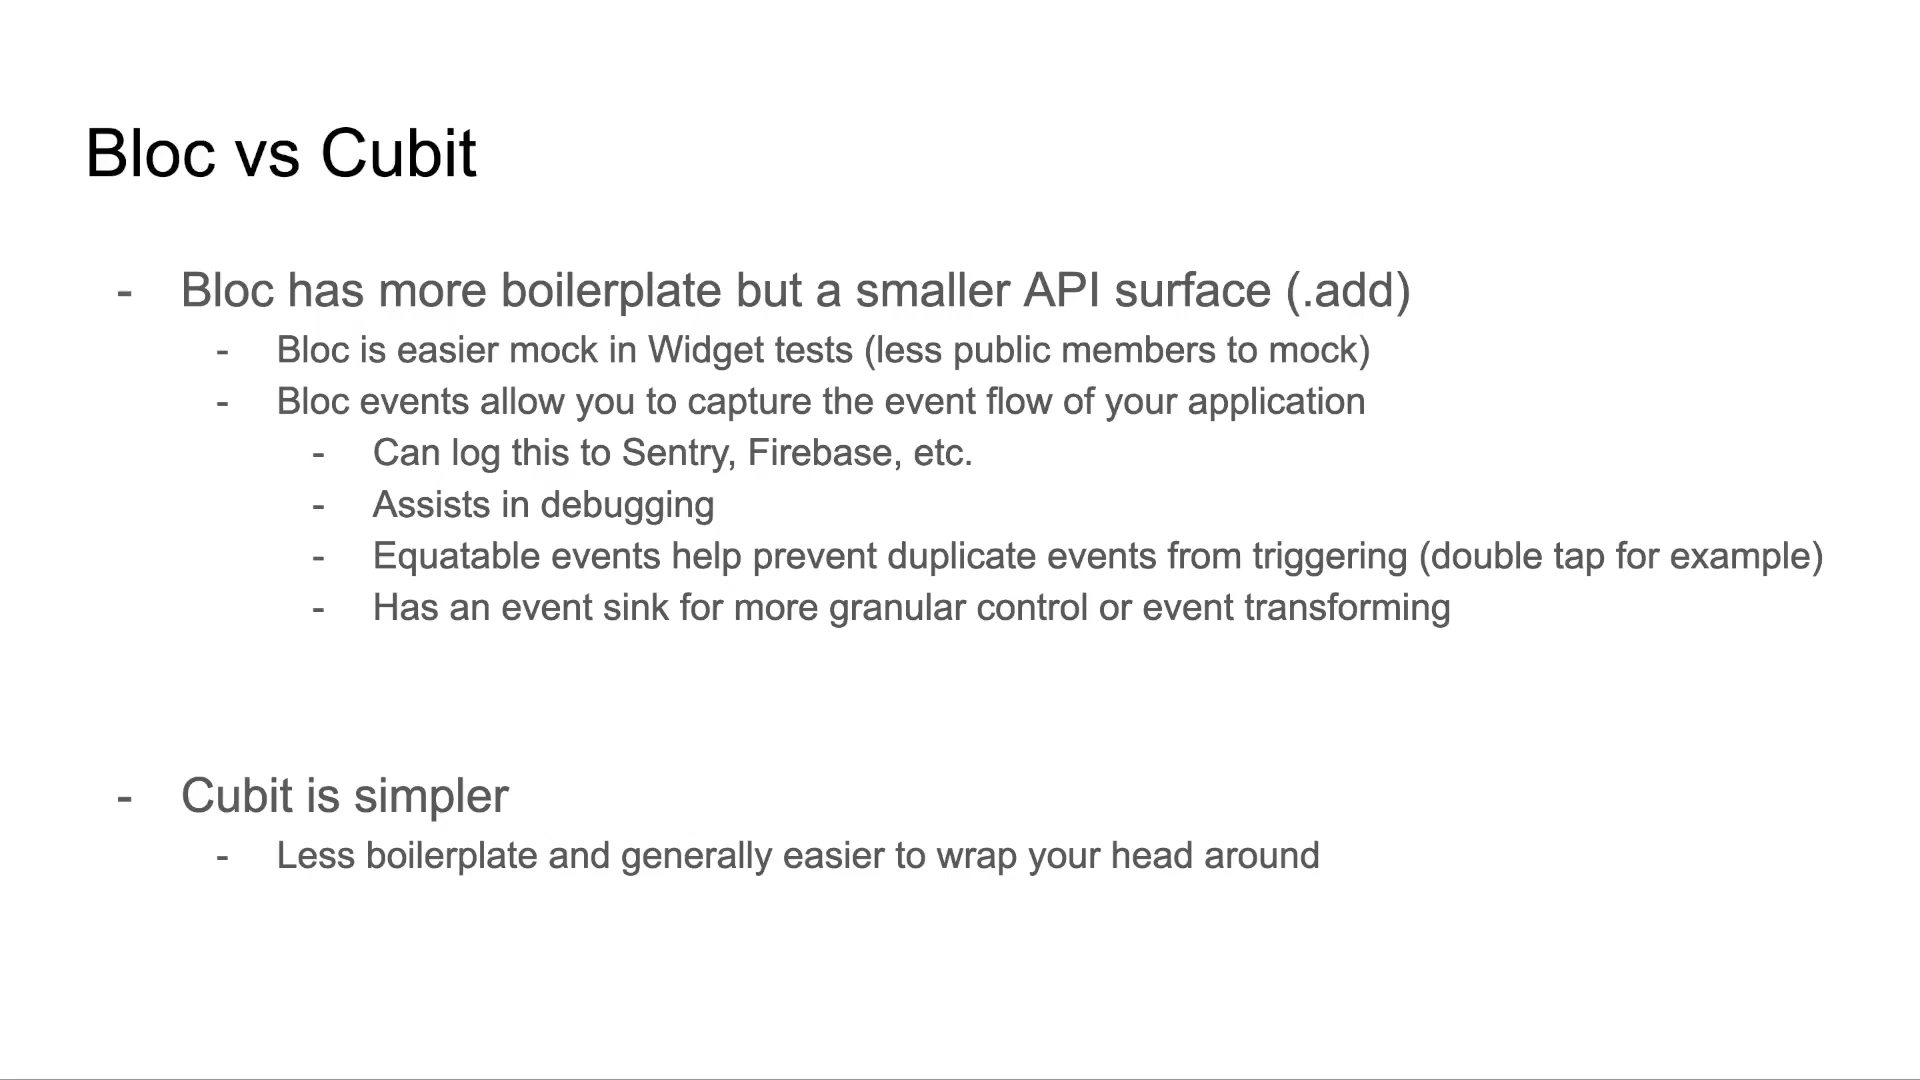 Bloc vs Cubit
- Bloc has more boilerplate but a smaller API surface (.add)
- Bloc is easier mock in Widget tests (less public members to mock)
- Bloc events allow you to capture the event flow of your application
- Can log this to Sentry, Firebase, etc.
- Assists in debugging
- Equatable events help prevent duplicate events from triggering (double tap for example)
- Has an event sink for more granular control or event transforming
- Cubit is simpler
- Less boilerplate and generally easier to wrap your head around